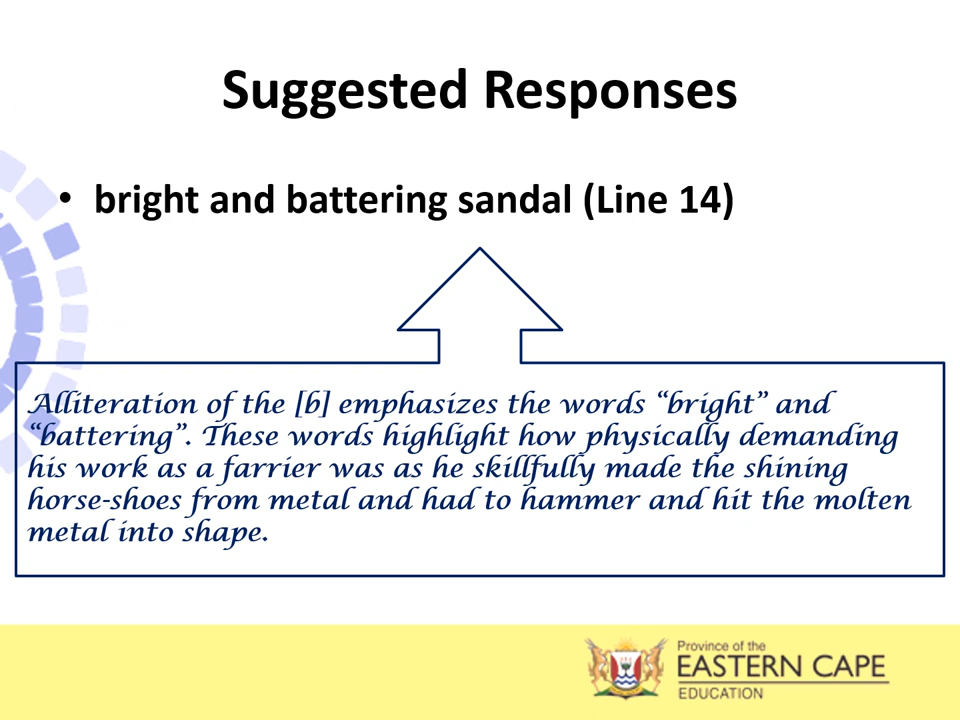 Suggested Responses
• bright and battering sandal (Line 14)
Alliteration of the [b] emphasizes the words “bright” and
“battering”. These words highlight how physically demanding
his work as a farrier was as he skillfully made the shining
horse-shoes from metal and had to hammer and hit the molten
metal into shape.
Province of the
EASTERN CAPE
EDUCATION